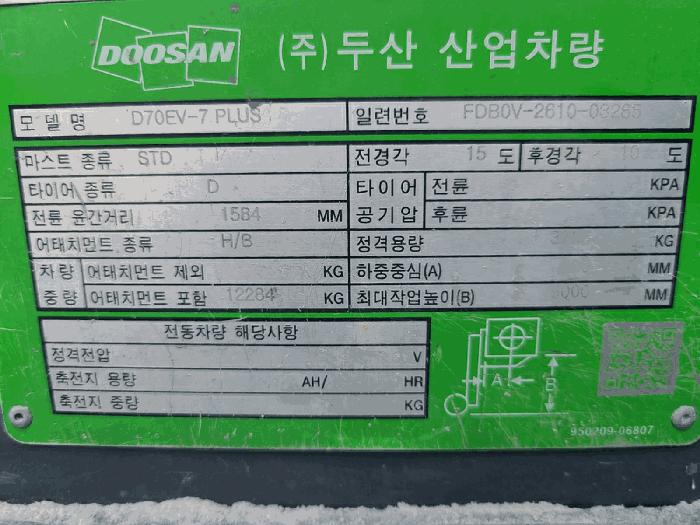 DOOSAN (주)두산 산업차량
모델명 D70EV-7 PLUS 일련번호 FDB0V-2610-03265
마스트 종류 STD 전경각 15 도 후경각 도
타이어 종류 D 타이어 전륜 KPA
전륜 윤간거리 1584 MM 공기압 후륜 KPA
어태치먼트 종류 H/B 정격용량 KG
차량 어태치먼트 제외 KG 하중중심(A) MM
중량 어태치먼트 포함 12284 KG 최대작업높이(B) MM
전동차량 해당사항
정격전압 V
축전지 용량 AH/ HR
축전지 중량 KG
A B
950209-06807